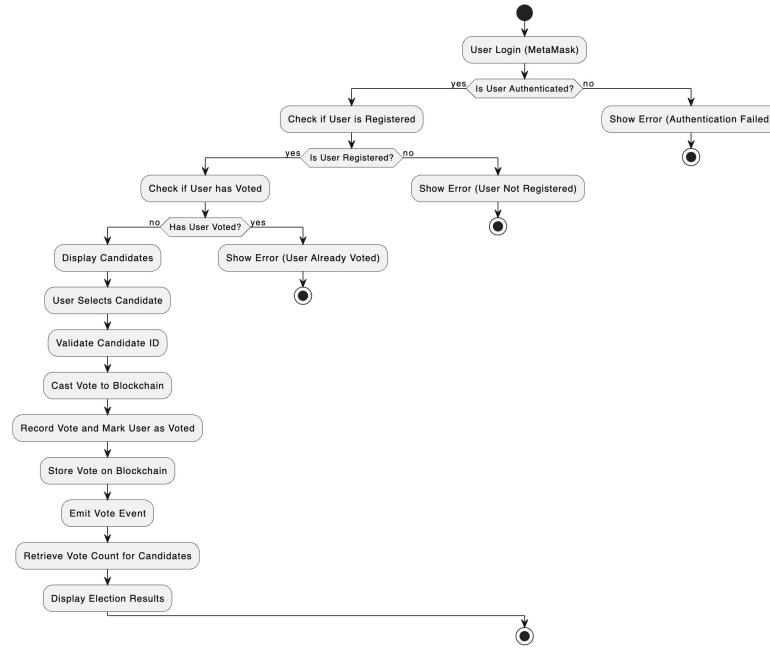 User Login (MetaMask)
yes Is User Authenticated? no
Check if User is Registered
Show Error (Authentication Failed
yes Is User Registered? no
Check if User has Voted
Show Error (User Not Registered)
no Has User Voted? yes
Display Candidates
Show Error (User Already Voted)
User Selects Candidate
Validate Candidate ID
Cast Vote to Blockchain
Record Vote and Mark User as Voted
Store Vote on Blockchain
Emit Vote Event
Retrieve Vote Count for Candidates
Display Election Results